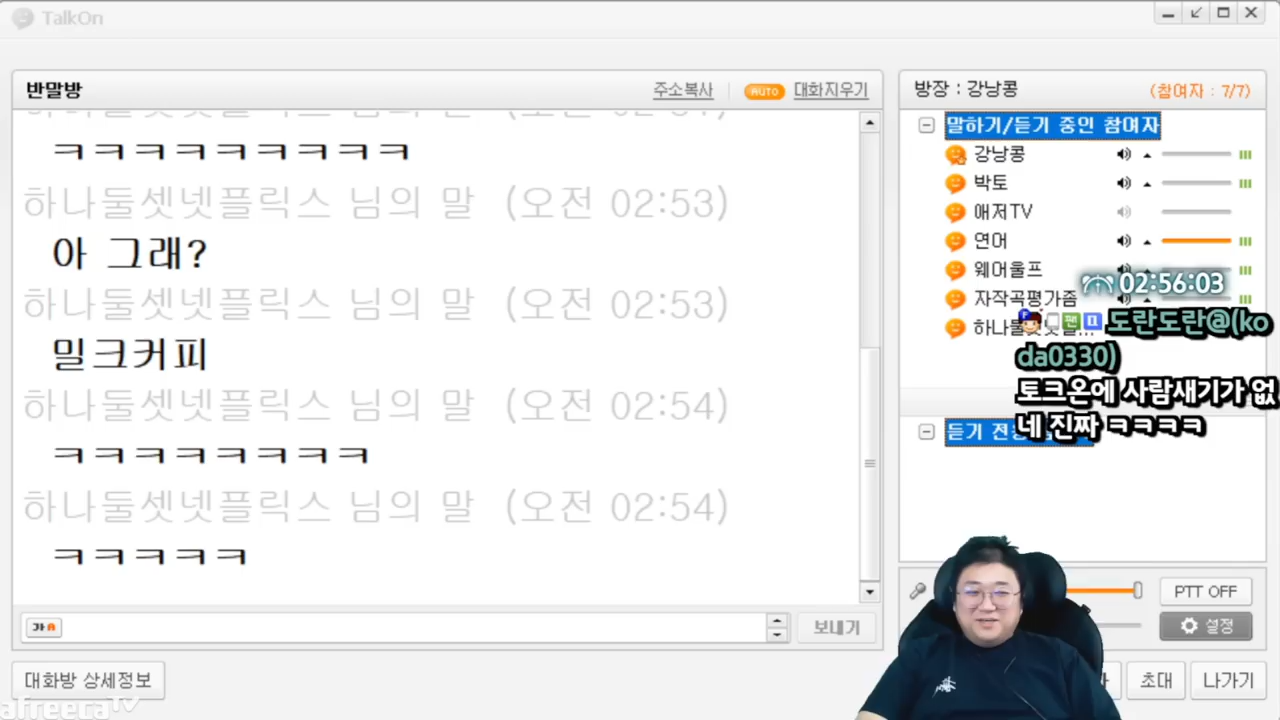 TalkOn
반말방
주소복사
AUTO
대화지우기
ㅋㅋㅋㅋㅋㅋㅋㅋㅋ
하나둘셋넷플릭스 님의 말 (오전 02:53)
아 그래?
하나둘셋넷플릭스 님의 말 (오전 02:53)
밀크커피
하나둘셋넷플릭스 님의 말 (오전 02:54)
ㅋㅋㅋㅋㅋㅋㅋㅋ
하나둘셋넷플릭스 님의 말 (오전 02:54)
ㅋㅋㅋㅋㅋ
가A
보내기
대화방 상세정보
afreecaTV
방장 : 강낭콩
(참여자 : 7/7)
말하기/듣기 중인 참여자
강낭콩
박토
애저TV
연어
웨어울프
자작곡평가좀
02:56:03
F 팬 도란도란@(ko
da0330)
토크온에 사람새기가 없
네 진짜 ㅋㅋㅋㅋ
듣기 전
PTT OFF
설정
초대
나가기